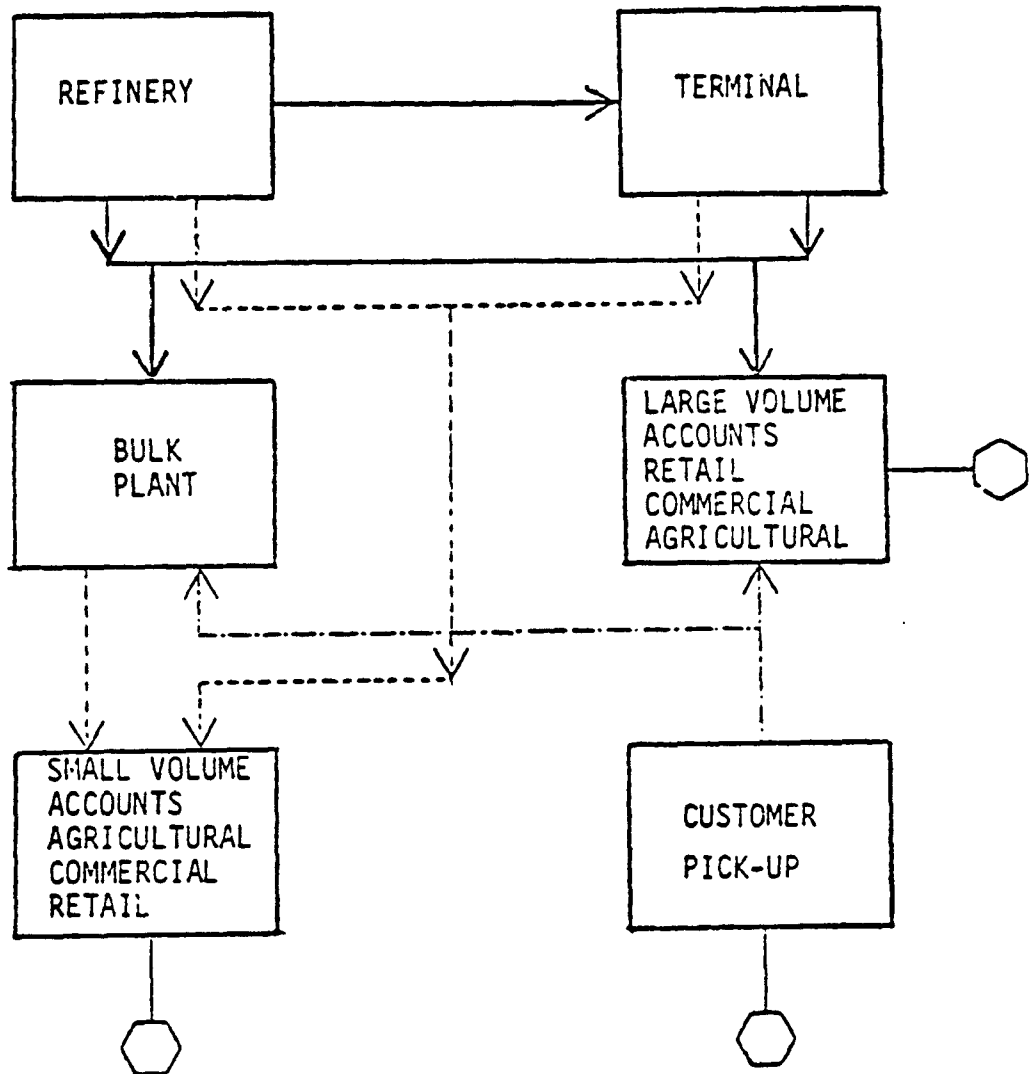 REFINERY
TERMINAL
BULK
PLANT
LARGE VOLUME
ACCOUNTS
RETAIL
COMMERCIAL
AGRICULTURAL
SMALL VOLUME
ACCOUNTS
AGRICULTURAL
COMMERCIAL
RETAIL
CUSTOMER
PICK-UP